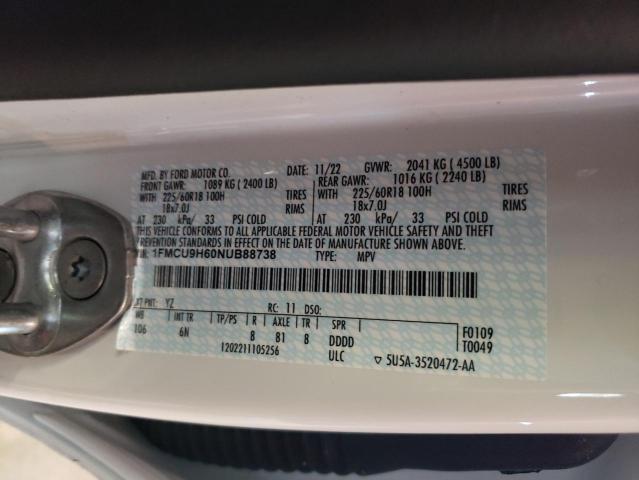 MFD. BY FORD MOTOR CO. DATE: 11/22 GVWR: 2041 KG ( 4500 LB)
FRONT GAWR: 1089 KG ( 2400 LB) REAR GAWR: 1016 KG ( 2240 LB)
WITH 225/60R18 100H TIRES WITH 225/60R18 100H TIRES
18x7.0J RIMS 18x7.0J RIMS
AT 230 kPa/ 33 PSI COLD AT 230 kPa/ 33 PSI COLD
THIS VEHICLE CONFORMS TO ALL APPLICABLE FEDERAL MOTOR VEHICLE SAFETY AND THEFT
PREVENTION STANDARDS IN EFFECT ON THE DATE OF MANUFACTURE SHOWN ABOVE.
1FMCU9H60NUB88738 TYPE: MPV
XT PNT: YZ RC: 11 DSO:
WB INT TR TP/PS R AXLE TR SPR F0109
106 6N 8 81 8 DDDD T0049
1202211105256 ULC ▽ 5U5A-3520472-AA